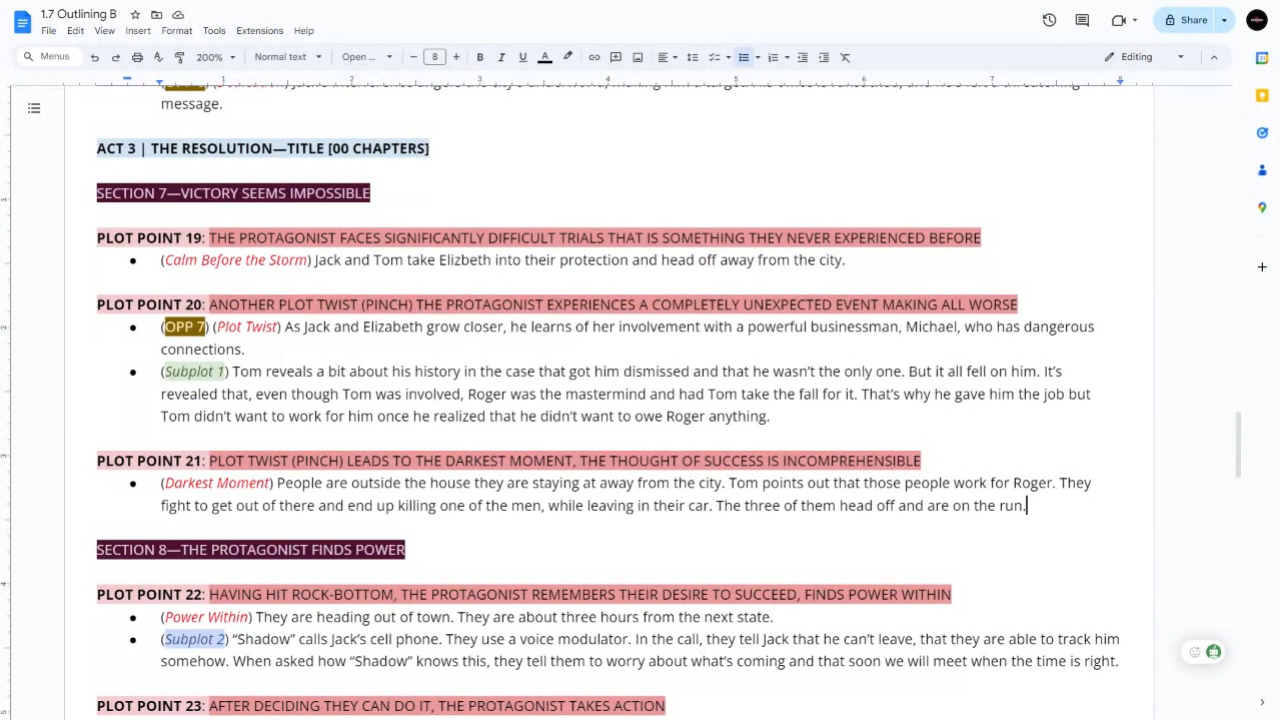 1.7 Outlining B
File Edit View Insert Format Tools Extensions Help
Share
Menus 200% Normal text Open ... 8 B I U A Editing
1 2 3 4 5 6 7 8
message.
ACT 3 | THE RESOLUTION—TITLE [00 CHAPTERS]
SECTION 7—VICTORY SEEMS IMPOSSIBLE
PLOT POINT 19: THE PROTAGONIST FACES SIGNIFICANTLY DIFFICULT TRIALS THAT IS SOMETHING THEY NEVER EXPERIENCED BEFORE
● (Calm Before the Storm) Jack and Tom take Elizbeth into their protection and head off away from the city.
PLOT POINT 20: ANOTHER PLOT TWIST (PINCH) THE PROTAGONIST EXPERIENCES A COMPLETELY UNEXPECTED EVENT MAKING ALL WORSE
● (OPP 7) (Plot Twist) As Jack and Elizabeth grow closer, he learns of her involvement with a powerful businessman, Michael, who has dangerous
connections.
● (Subplot 1) Tom reveals a bit about his history in the case that got him dismissed and that he wasn't the only one. But it all fell on him. It's
revealed that, even though Tom was involved, Roger was the mastermind and had Tom take the fall for it. That's why he gave him the job but
Tom didn't want to work for him once he realized that he didn't want to owe Roger anything.
PLOT POINT 21: PLOT TWIST (PINCH) LEADS TO THE DARKEST MOMENT, THE THOUGHT OF SUCCESS IS INCOMPREHENSIBLE
● (Darkest Moment) People are outside the house they are staying at away from the city. Tom points out that those people work for Roger. They
fight to get out of there and end up killing one of the men, while leaving in their car. The three of them head off and are on the run.
SECTION 8—THE PROTAGONIST FINDS POWER
PLOT POINT 22: HAVING HIT ROCK-BOTTOM, THE PROTAGONIST REMEMBERS THEIR DESIRE TO SUCCEED, FINDS POWER WITHIN
● (Power Within) They are heading out of town. They are about three hours from the next state.
● (Subplot 2) “Shadow” calls Jack's cell phone. They use a voice modulator. In the call, they tell Jack that he can't leave, that they are able to track him
somehow. When asked how “Shadow” knows this, they tell them to worry about what's coming and that soon we will meet when the time is right.
PLOT POINT 23: AFTER DECIDING THEY CAN DO IT, THE PROTAGONIST TAKES ACTION